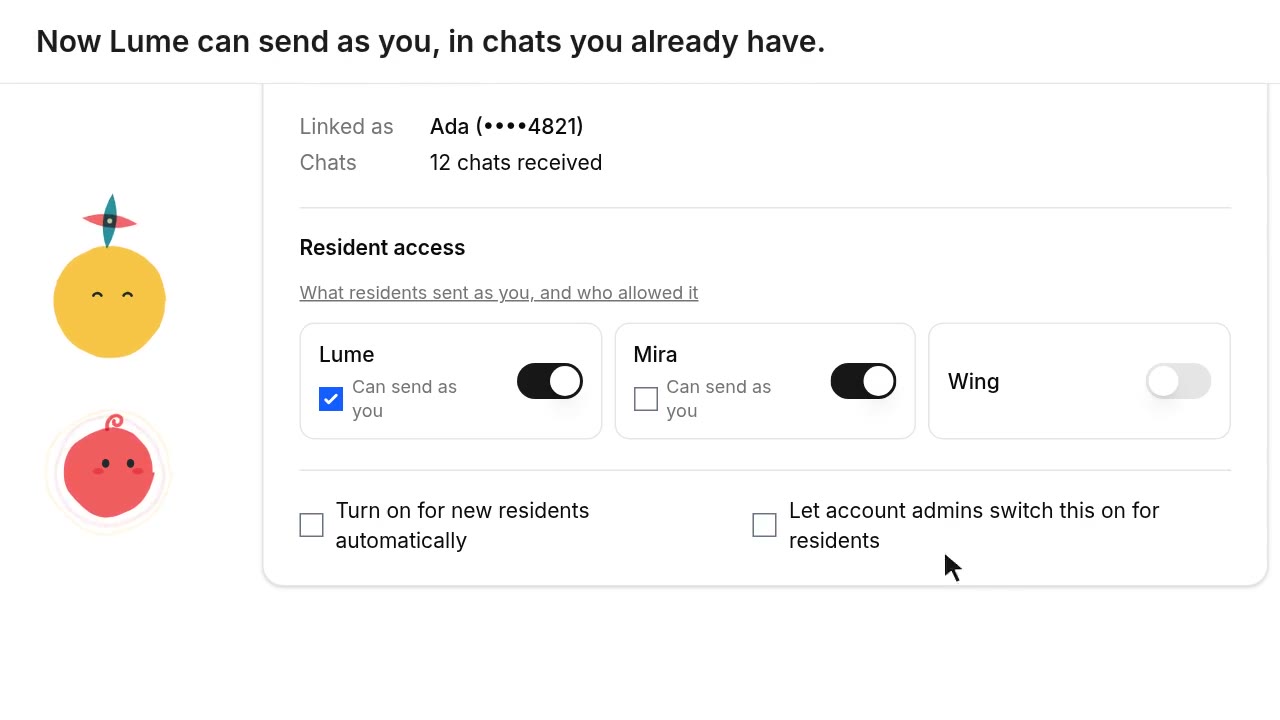 Now Lume can send as you, in chats you already have.
Linked as Ada (••••4821)
Chats 12 chats received
Resident access
What residents sent as you, and who allowed it
Lume
Can send as
you
Mira
Can send as
you
Wing
Turn on for new residents
automatically
Let account admins switch this on for
residents